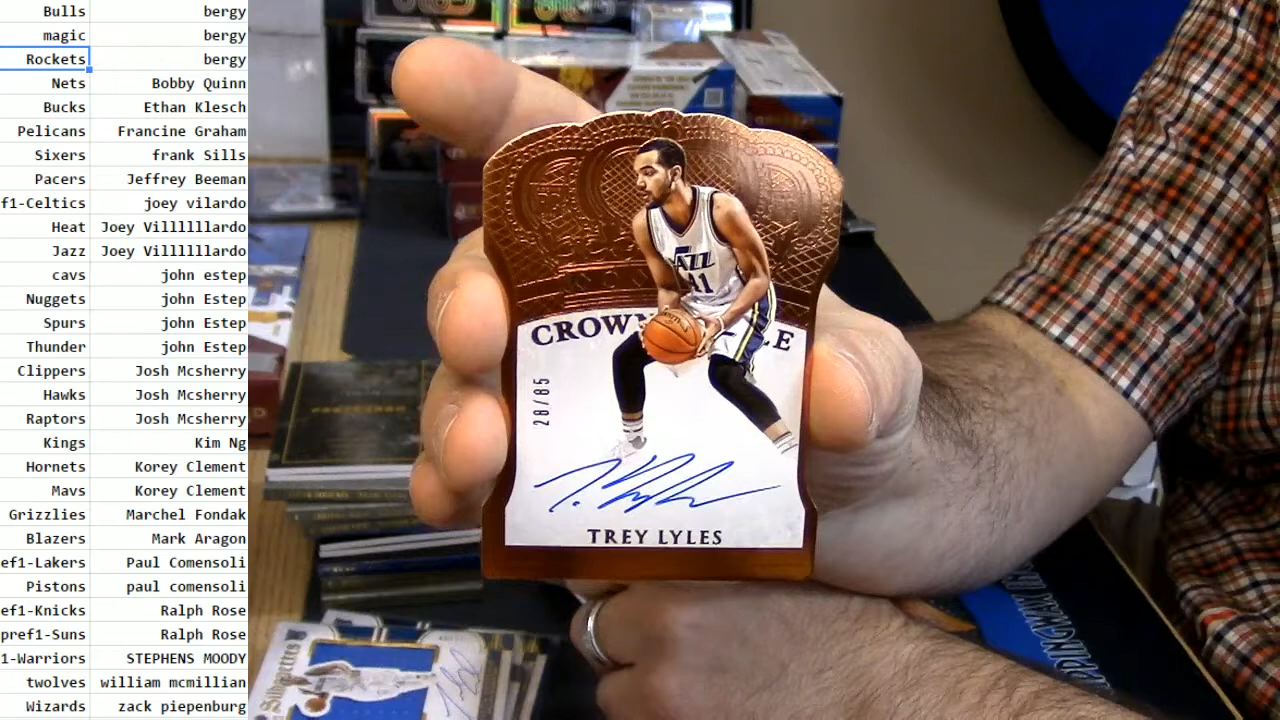 Bulls bergy
magic bergy
Rockets bergy
Nets Bobby Quinn
Bucks Ethan Klesch
Pelicans Francine Graham
Sixers frank Sills
Pacers Jeffrey Beeman
f1-Celtics joey vilardo
Heat Joey Villllllardo
Jazz Joey Villllllardo
cavs john estep
Nuggets john Estep
Spurs john Estep
Thunder john Estep
Clippers Josh Mcsherry
Hawks Josh Mcsherry
Raptors Josh Mcsherry
Kings Kim Ng
Hornets Korey Clement
Mavs Korey Clement
Grizzlies Marchel Fondak
Blazers Mark Aragon
ef1-Lakers Paul Comensoli
Pistons paul comensoli
ef1-Knicks Ralph Rose
pref1-Suns Ralph Rose
1-Warriors STEPHENS MOODY
twolves william mcmillian
Wizards zack piepenburg
JAZZ
41
CROWN LE
28/85
TREY LYLES
Silhouettes